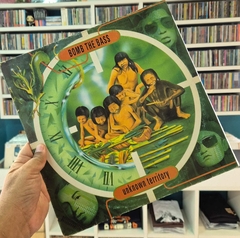 BOMB THE BASS
unknown territory